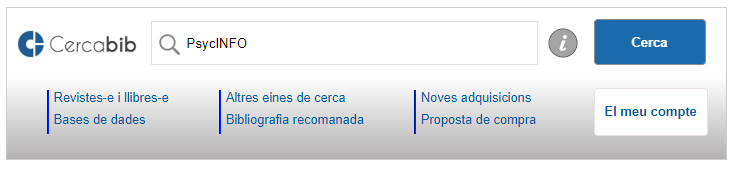 Cercabib
PsycINFO
i
Cerca
Revistes-e i llibres-e
Bases de dades
Altres eines de cerca
Bibliografia recomanada
Noves adquisicions
Proposta de compra
El meu compte